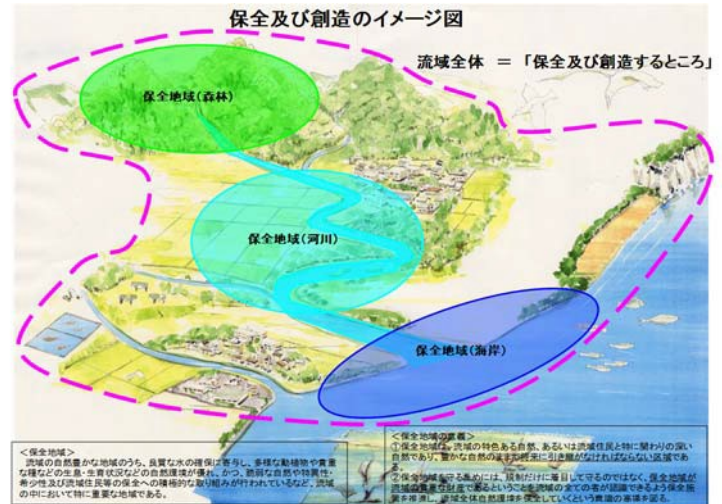 保全及び創造のイメージ図
流域全体 ＝ 「保全及び創造するところ」
保全地域(森林)
保全地域(河川)
保全地域(海岸)
＜保全地域＞
流域の自然豊かな地域のうち、良質な水の確保に寄与し、多様な動植物や貴重
な種などの生息・生育状況などの自然環境が優れ、かつ、脆弱な自然や特異性・
希少性及び流域住民等の保全への積極的な取り組みが行われているなど、流域
の中において特に重要な地域である。
＜保全地域の意義＞
①保全地域は、流域の特色ある自然、あるいは流域住民と特に関わりの深い
自然であり、豊かな自然のままで将来に引き継がなければならない区域であ
る。
②保全地域を守るためには、規制だけに着目して守るのではなく、保全地域が
流域の貴重な財産であるということを流域の全ての者が認識できるよう保全施
策を推進し、流域全体自然環境を保全していくという意識の高揚を図る。